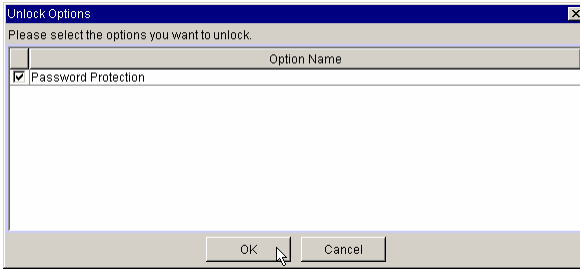 Unlock Options
Please select the options you want to unlock.
Option Name
Password Protection
OK
Cancel